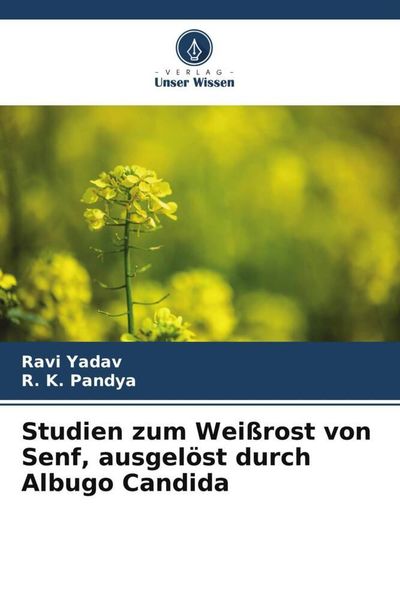 - VERLAG -
Unser Wissen
Ravi Yadav
R. K. Pandya
Studien zum Weißrost von
Senf, ausgelöst durch
Albugo Candida